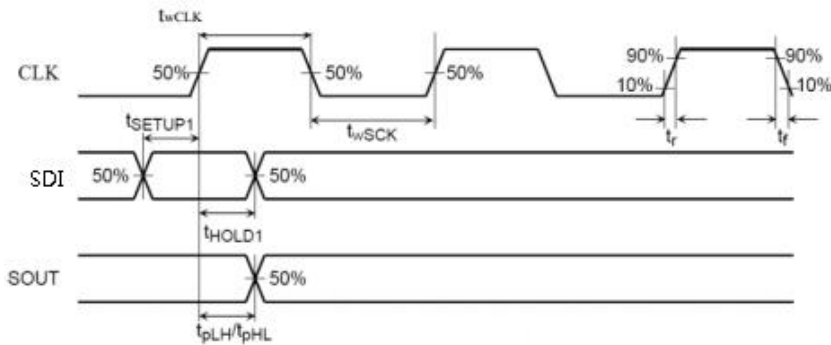 twCLK
CLK 50% 50% 50% 90% 10% 90% 10%
tSETUP1 twSCK tr tf
SDI 50% 50%
tHOLD1
SOUT 50%
tpLH/tpHL